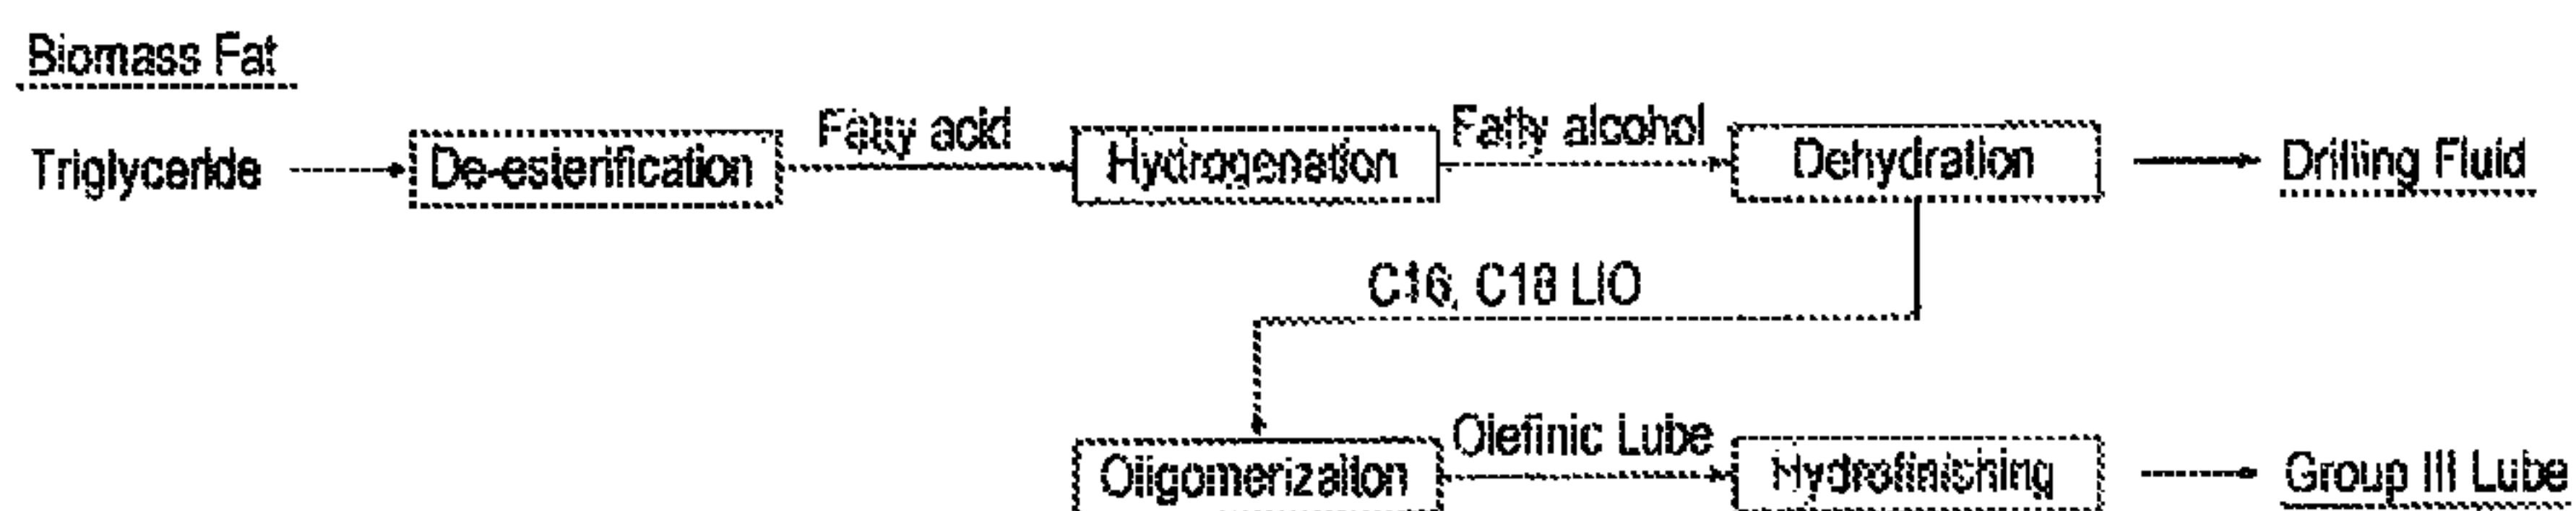 Biomass Fat
Triglyceride
De-esterification
Fatty acid
Hydrogenation
Fatty alcohol
Dehydration
Drilling Fluid
C16, C18 LIO
Oligomerization
Olefinic Lube
Hydrofinishing
Group III Lube